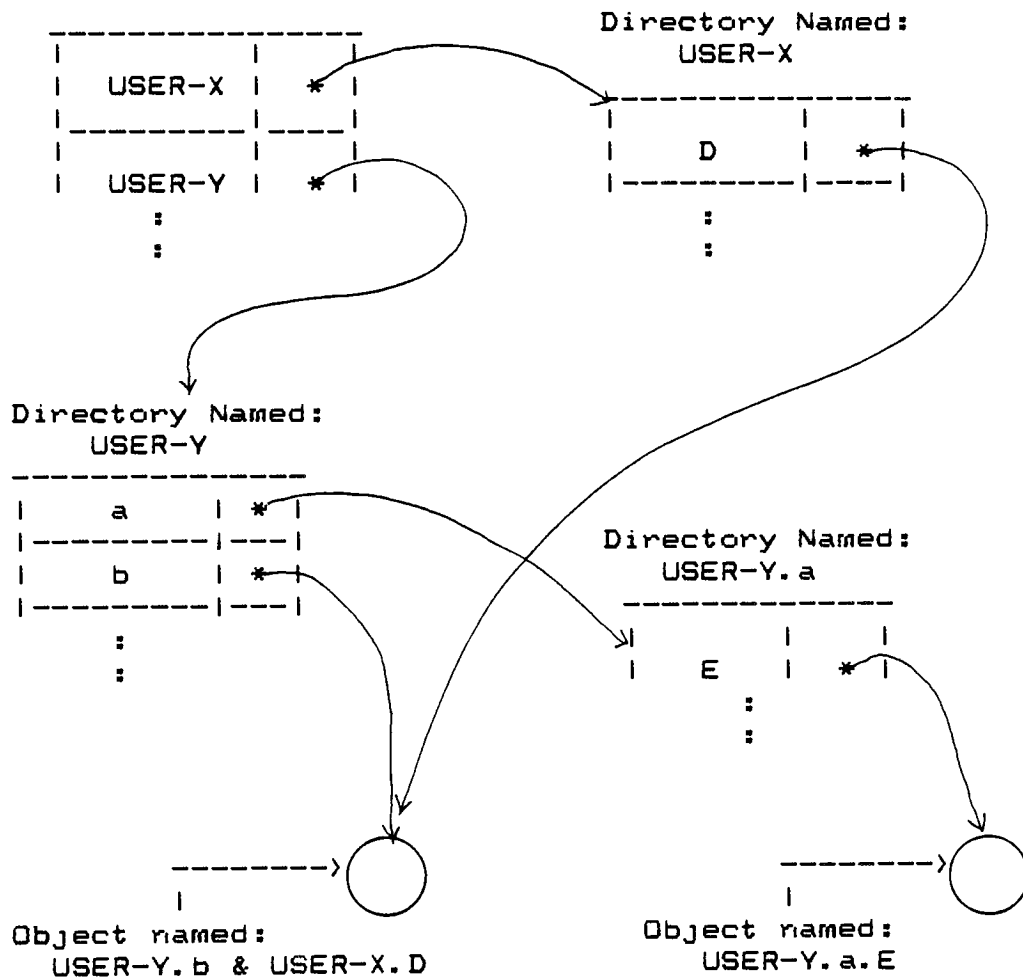 Directory Named:
USER-X
USER-X *
D *
USER-Y *
Directory Named:
USER-Y
a *
b *
Directory Named:
USER-Y.a
E *
Object named:
USER-Y.b & USER-X.D
Object named:
USER-Y.a.E